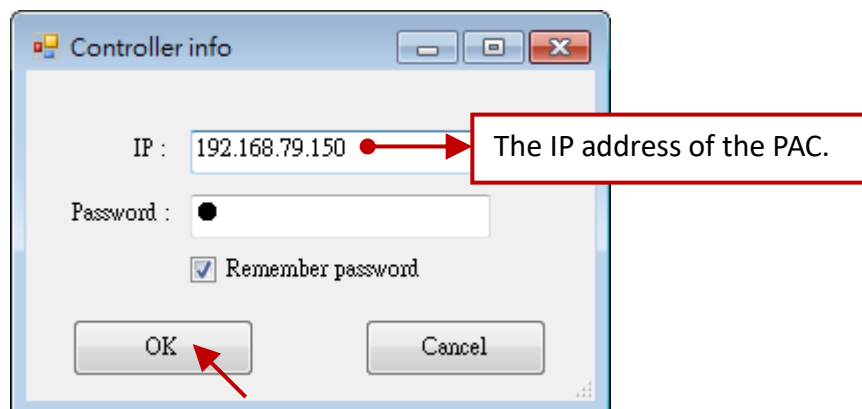 Controller info
IP : 192.168.79.150
The IP address of the PAC.
Password : ●
Remember password
OK Cancel